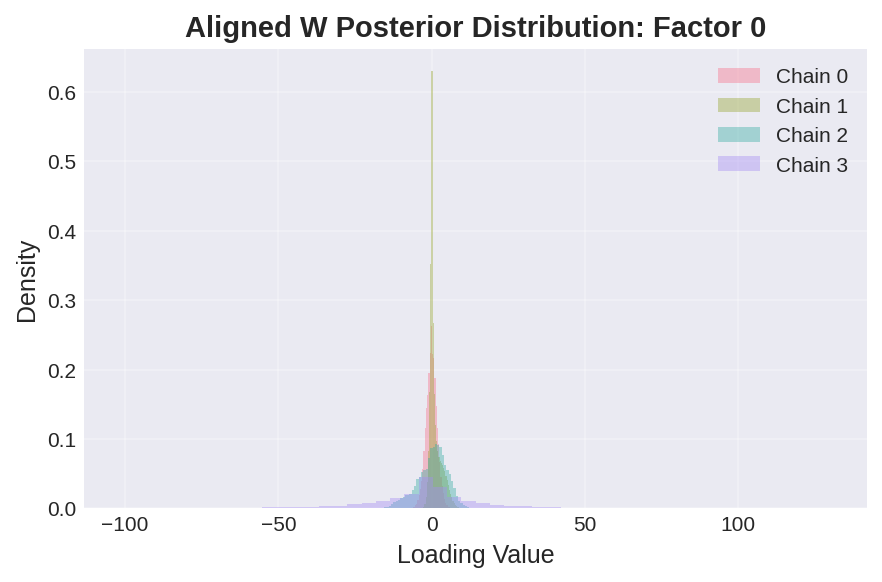 Aligned W Posterior Distribution: Factor 0
Chain 0
Chain 1
Chain 2
Chain 3
Density
0.6
0.5
0.4
0.3
0.2
0.1
0.0
−100
−50
0
50
100
Loading Value